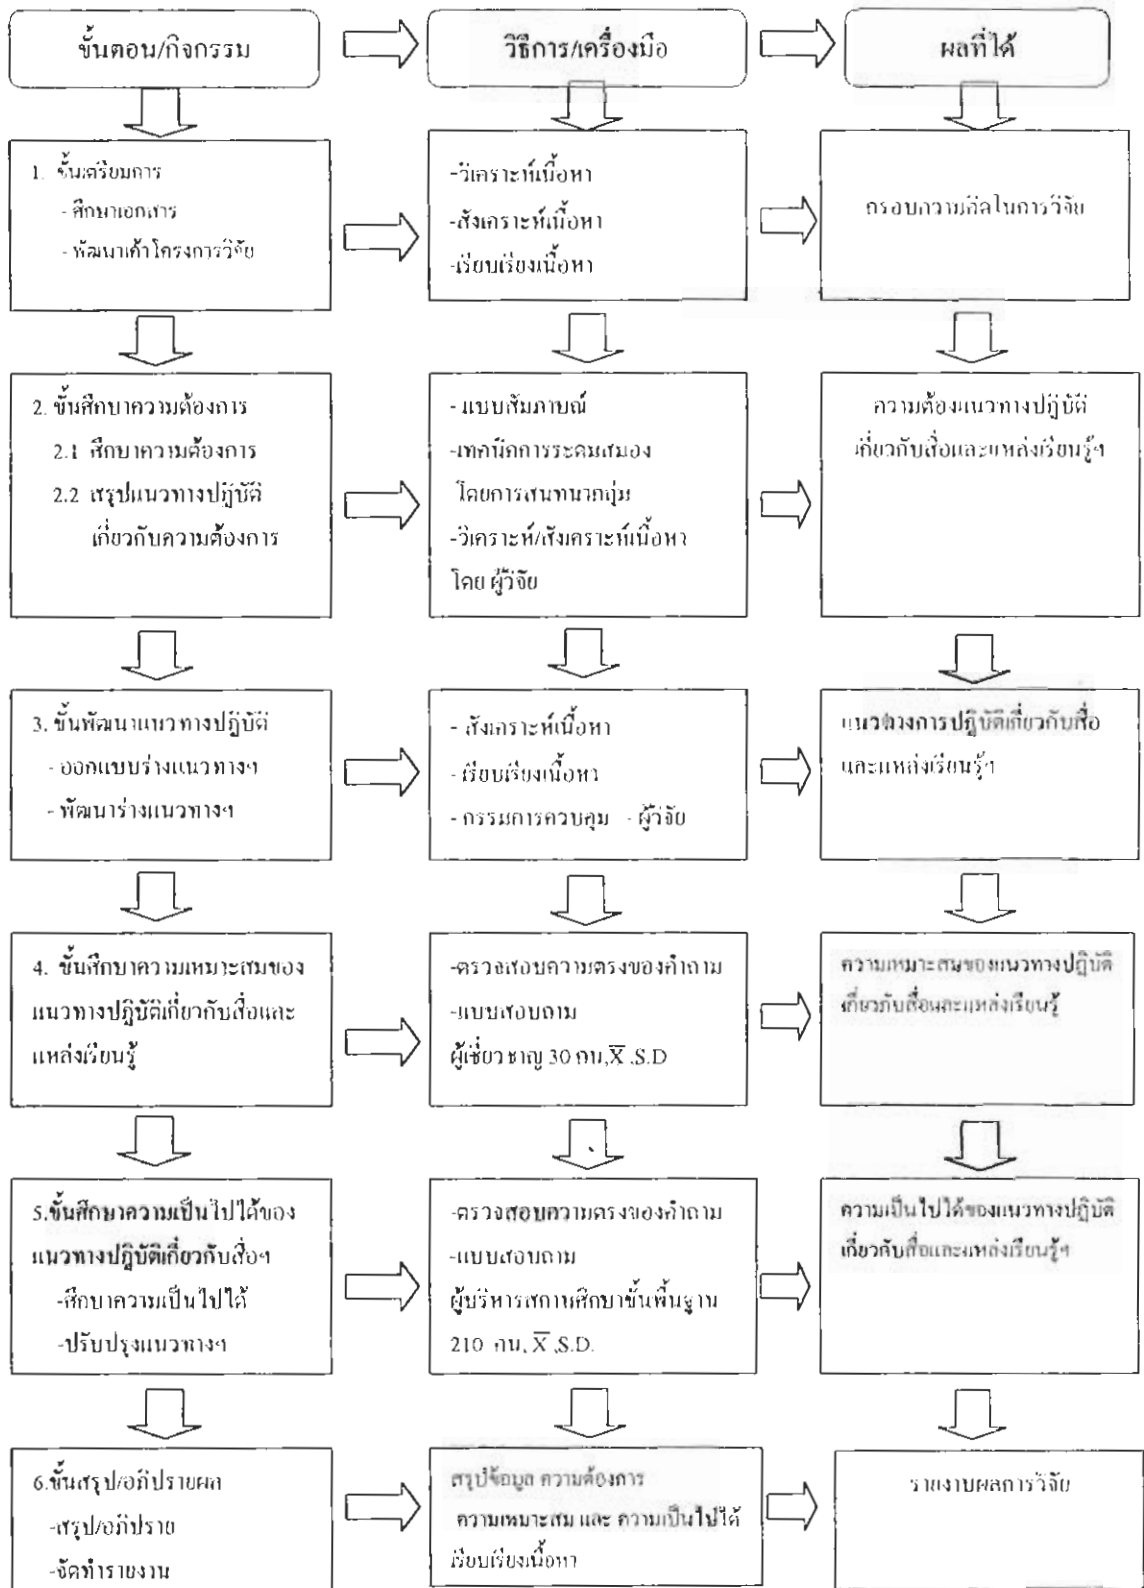 ขั้นตอน/กิจกรรม
วิธีการ/เครื่องมือ
ผลที่ได้
1. ขั้นเตรียมการ
- ศึกษาเอกสาร
- พัฒนาเค้าโครงการวิจัย
-วิเคราะห์เนื้อหา
-สังเคราะห์เนื้อหา
-เรียบเรียงเนื้อหา
กรอบความคิดในการวิจัย
2. ขั้นศึกษาความต้องการ
2.1 ศึกษาความต้องการ
2.2 สรุปแนวทางปฏิบัติ
เกี่ยวกับความต้องการ
- แบบสัมภาษณ์
-เทคนิคการระดมสมอง
โดยการสนทนากลุ่ม
-วิเคราะห์/สังเคราะห์เนื้อหา
โดย ผู้วิจัย
ความต้องแนวทางปฏิบัติ
เกี่ยวกับสื่อและแหล่งเรียนรู้ฯ
3. ขั้นพัฒนาแนวทางปฏิบัติ
- ออกแบบร่างแนวทางฯ
- พัฒนาร่างแนวทางฯ
- สังเคราะห์เนื้อหา
- เรียบเรียงเนื้อหา
- กรรมการควบคุม - ผู้วิจัย
แนวทางการปฏิบัติเกี่ยวกับสื่อ
และแหล่งเรียนรู้ฯ
4. ขั้นศึกษาความเหมาะสมของ
แนวทางปฏิบัติเกี่ยวกับสื่อและ
แหล่งเรียนรู้
-ตรวจสอบความตรงของคำถาม
-แบบสอบถาม
ผู้เชี่ยวชาญ 30 คน,X̅ .S.D
ความเหมาะสมของแนวทางปฏิบัติ
เกี่ยวกับสื่อและแหล่งเรียนรู้
5.ขั้นศึกษาความเป็นไปได้ของ
แนวทางปฏิบัติเกี่ยวกับสื่อฯ
-ศึกษาความเป็นไปได้
-ปรับปรุงแนวทางฯ
-ตรวจสอบความตรงของคำถาม
-แบบสอบถาม
ผู้บริหารสถานศึกษาขั้นพื้นฐาน
210 คน, X̅ ,S.D.
ความเป็นไปได้ของแนวทางปฏิบัติ
เกี่ยวกับสื่อและแหล่งเรียนรู้ฯ
6.ขั้นสรุป/อภิปรายผล
-สรุป/อภิปราย
-จัดทำรายงาน
สรุปข้อมูล ความต้องการ
ความเหมาะสม และ ความเป็นไปได้
เรียบเรียงเนื้อหา
รายงานผลการวิจัย